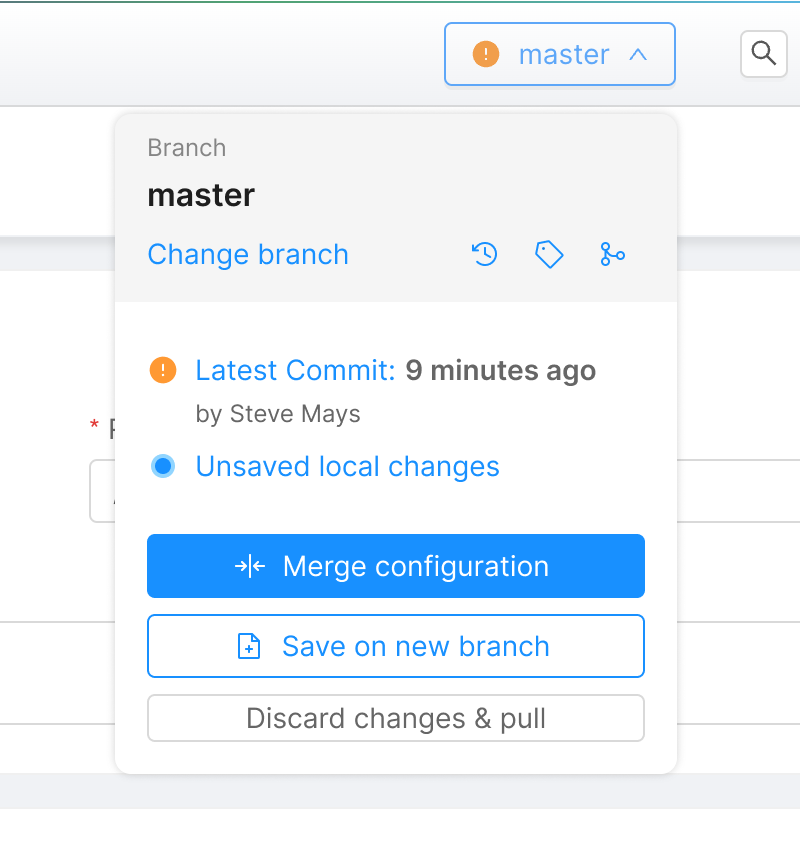 master
Branch
master
Change branch
Latest Commit: 9 minutes ago
by Steve Mays
*
Unsaved local changes
Merge configuration
Save on new branch
Discard changes & pull